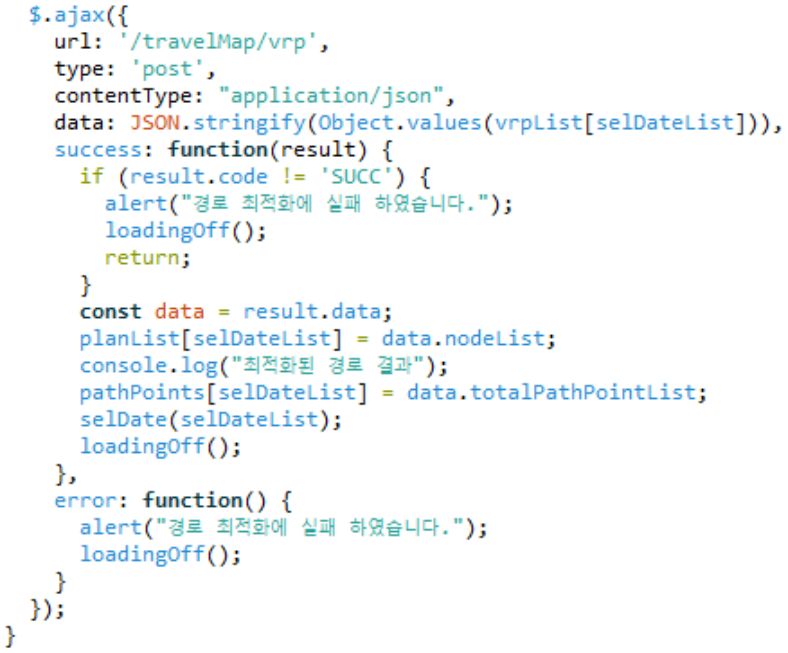 $.ajax({
url: '/travelMap/vrp',
type: 'post',
contentType: "application/json",
data: JSON.stringify(Object.values(vrpList[selDateList])),
success: function(result) {
if (result.code != 'SUCC') {
alert("경로 최적화에 실패 하였습니다.");
loadingOff();
return;
}
const data = result.data;
planList[selDateList] = data.nodeList;
console.log("최적화된 경로 결과");
pathPoints[selDateList] = data.totalPathPointList;
selDate(selDateList);
loadingOff();
},
error: function() {
alert("경로 최적화에 실패 하였습니다.");
loadingOff();
}
});
}